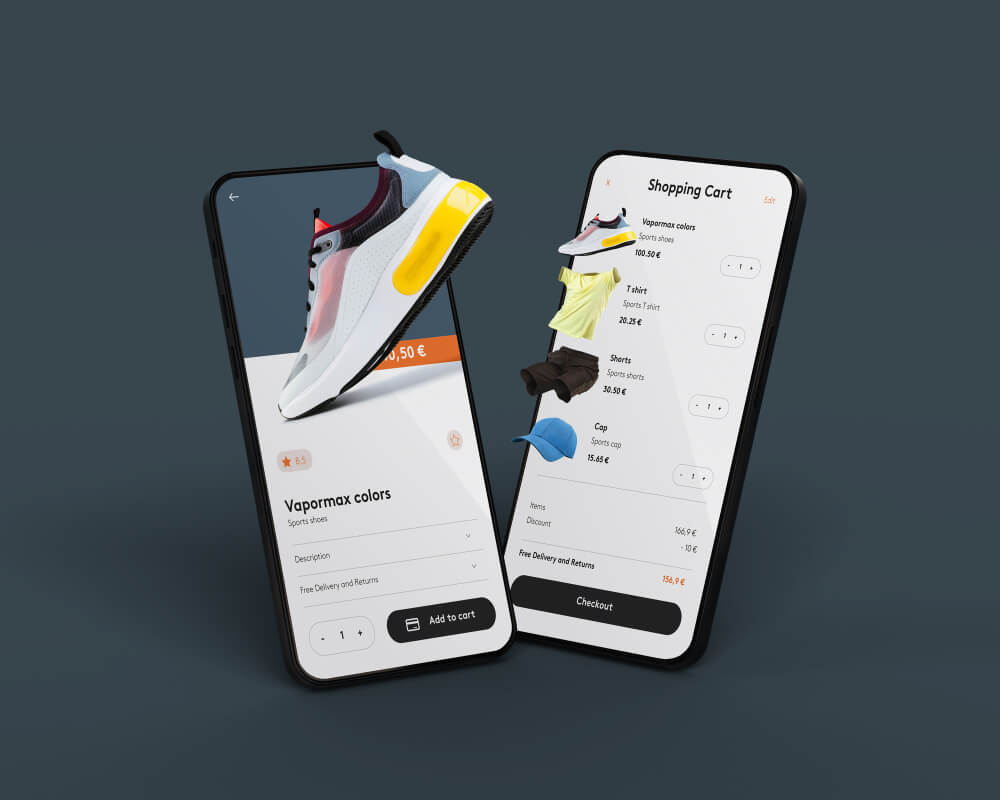 0,50 €
8.5
Vapormax colors
Sports shoes
Description
Free Delivery and Returns
- 1 +
Add to cart
x
Shopping Cart
Edit
Vapormax colors
Sports shoes
100.50 €
- 1 +
T shirt
Sports T shirt
20.25 €
- 1 +
Shorts
Sports shorts
30.50 €
- 1 +
Cap
Sports cap
15.65 €
- 1 +
Items
166,9 €
Discount
- 10 €
Free Delivery and Returns
156,9 €
Checkout